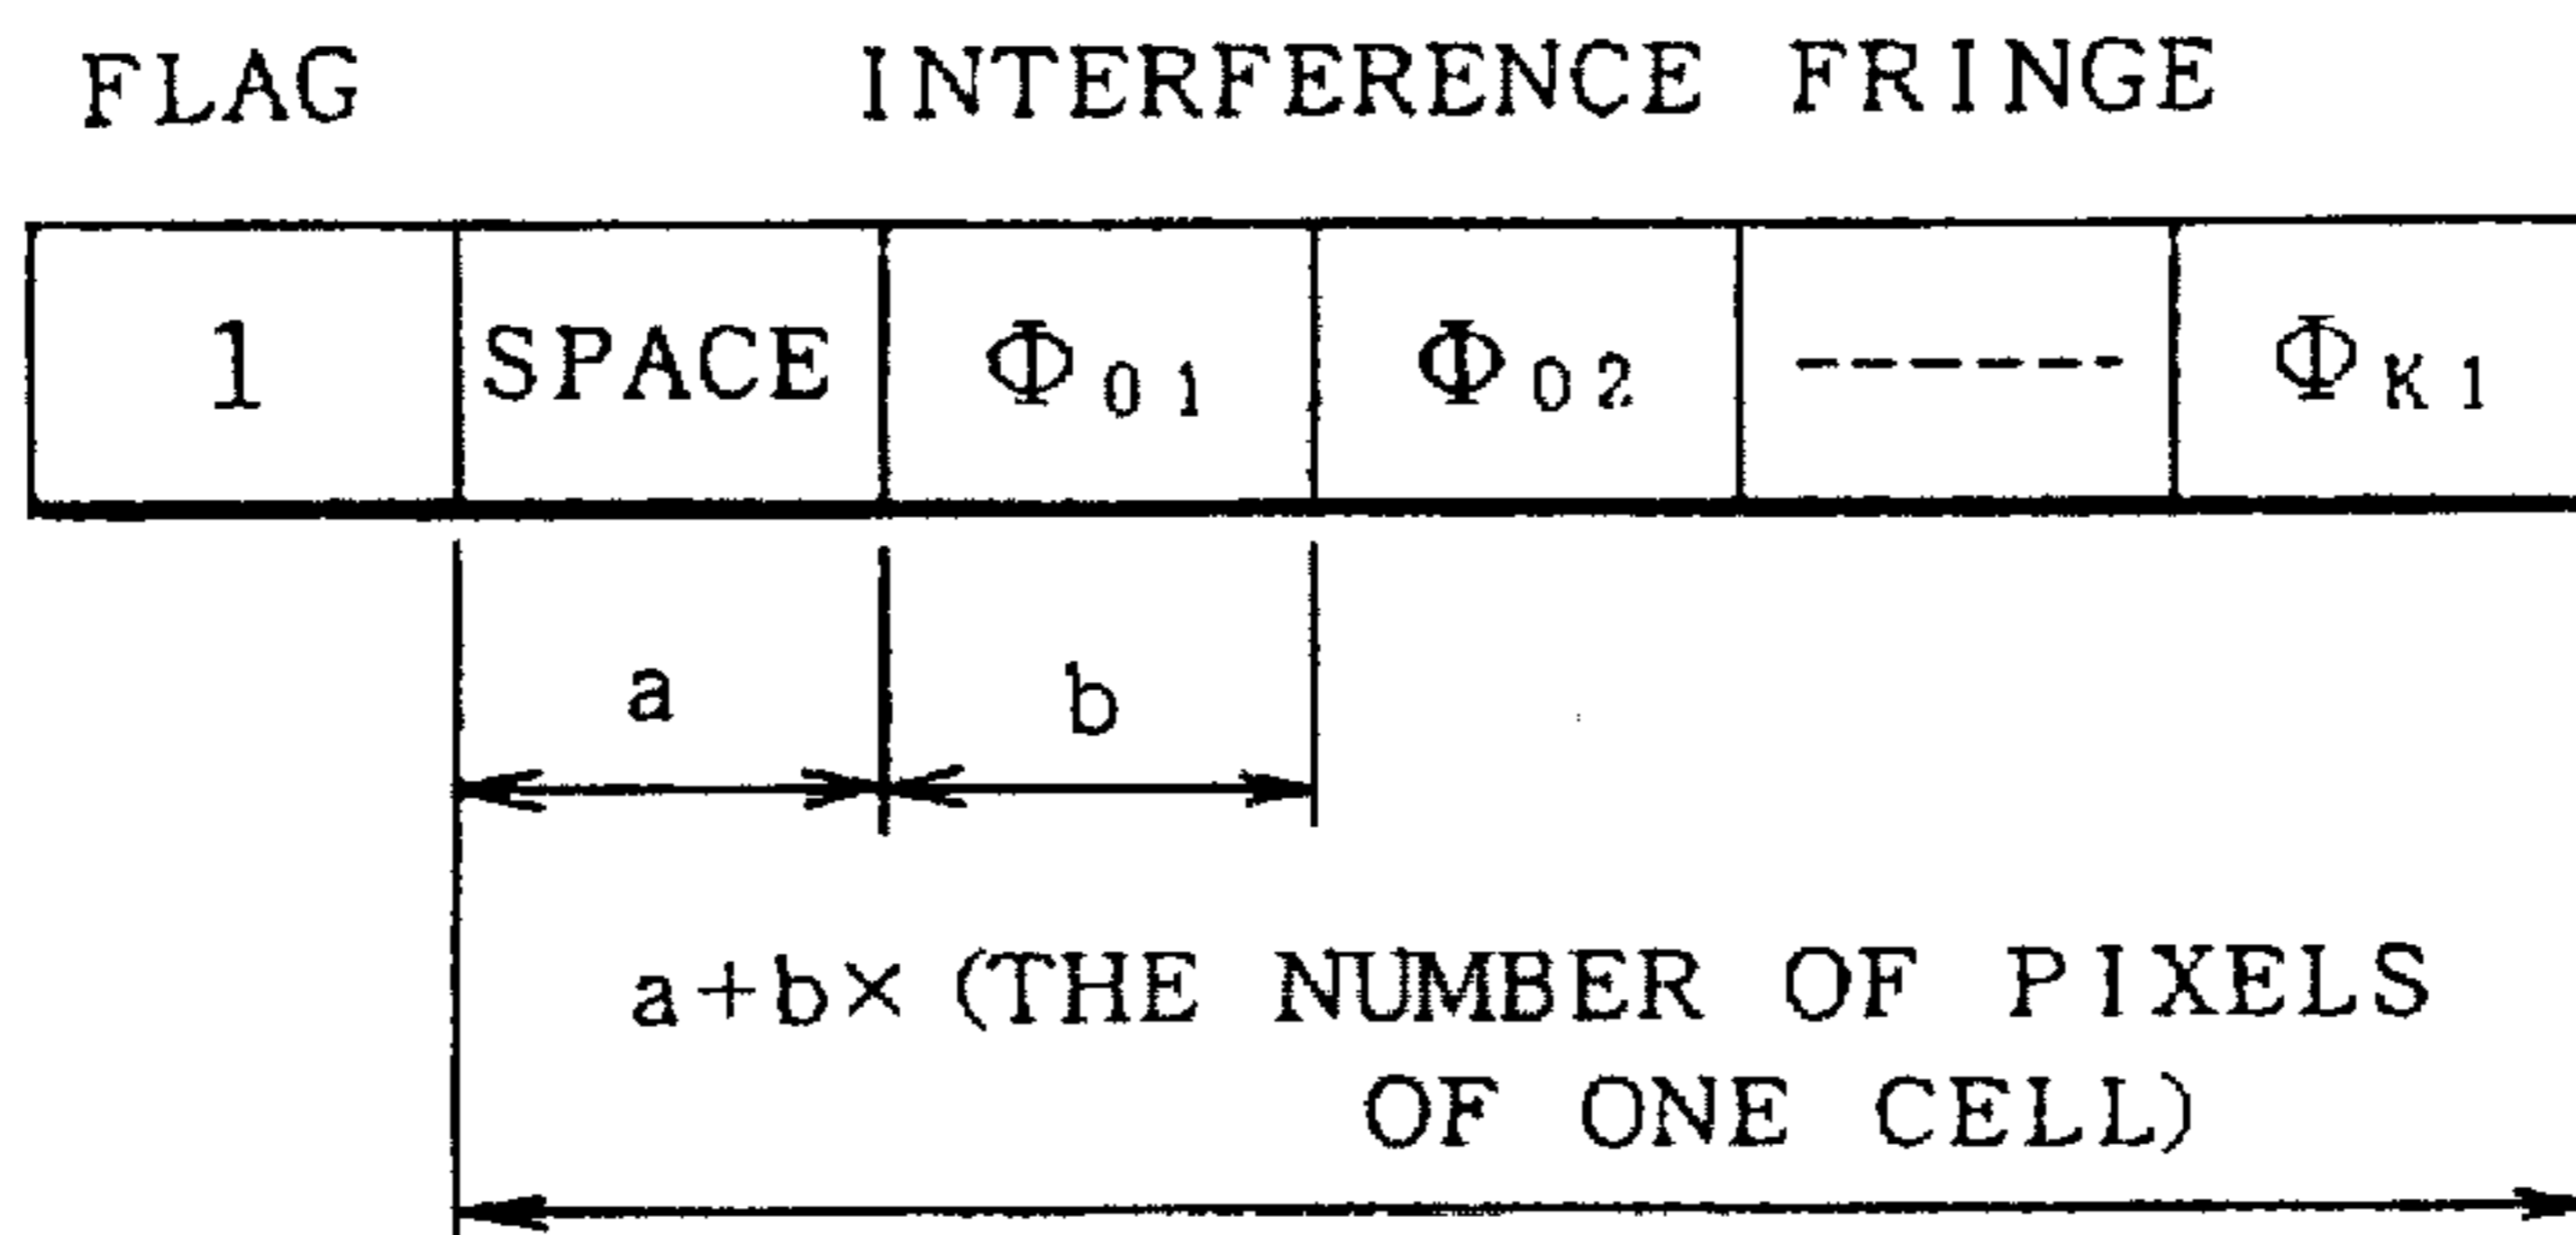 FLAG INTERFERENCE FRINGE
1 SPACE Φ01 Φ02 ------ ΦK1
a b
a+b×(THE NUMBER OF PIXELS
OF ONE CELL)